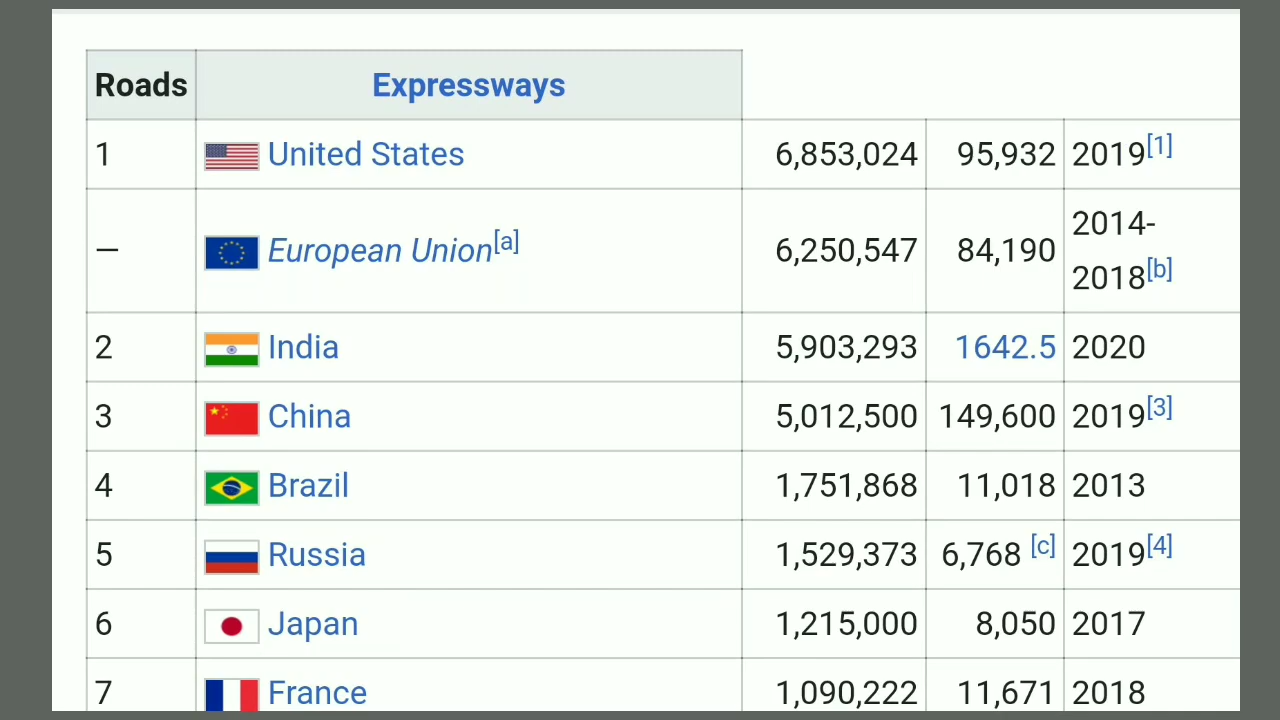 Roads Expressways
1 United States 6,853,024 95,932 2019[1]
— European Union[a] 6,250,547 84,190 2014-
2018[b]
2 India 5,903,293 1642.5 2020
3 China 5,012,500 149,600 2019[3]
4 Brazil 1,751,868 11,018 2013
5 Russia 1,529,373 6,768 [c] 2019[4]
6 Japan 1,215,000 8,050 2017
7 France 1,090,222 11,671 2018